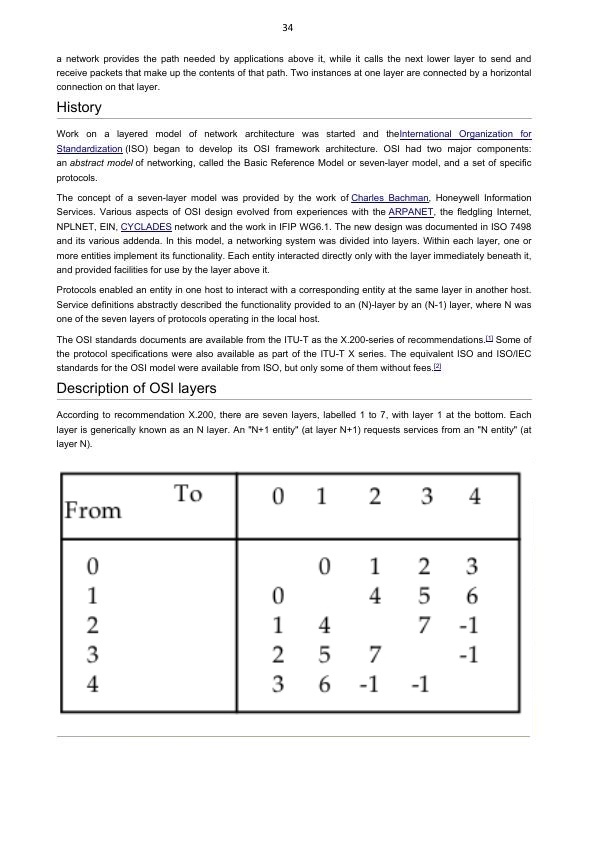 34
a network provides the path needed by applications above it, while it calls the next lower layer to send and
receive packets that make up the contents of that path. Two instances at one layer are connected by a horizontal
connection on that layer.
History
Work on a layered model of network architecture was started and theInternational Organization for
Standardization (ISO) began to develop its OSI framework architecture. OSI had two major components:
an abstract model of networking, called the Basic Reference Model or seven-layer model, and a set of specific
protocols.
The concept of a seven-layer model was provided by the work of Charles Bachman, Honeywell Information
Services. Various aspects of OSI design evolved from experiences with the ARPANET, the fledgling Internet,
NPLNET, EIN, CYCLADES network and the work in IFIP WG6.1. The new design was documented in ISO 7498
and its various addenda. In this model, a networking system was divided into layers. Within each layer, one or
more entities implement its functionality. Each entity interacted directly only with the layer immediately beneath it,
and provided facilities for use by the layer above it.
Protocols enabled an entity in one host to interact with a corresponding entity at the same layer in another host.
Service definitions abstractly described the functionality provided to an (N)-layer by an (N-1) layer, where N was
one of the seven layers of protocols operating in the local host.
The OSI standards documents are available from the ITU-T as the X.200-series of recommendations.[1] Some of
the protocol specifications were also available as part of the ITU-T X series. The equivalent ISO and ISO/IEC
standards for the OSI model were available from ISO, but only some of them without fees.[2]
Description of OSI layers
According to recommendation X.200, there are seven layers, labelled 1 to 7, with layer 1 at the bottom. Each
layer is generically known as an N layer. An "N+1 entity" (at layer N+1) requests services from an "N entity" (at
layer N).
From To 0 1 2 3 4
0 0 1 2 3
1 0 4 5 6
2 1 4 7 -1
3 2 5 7 -1
4 3 6 -1 -1